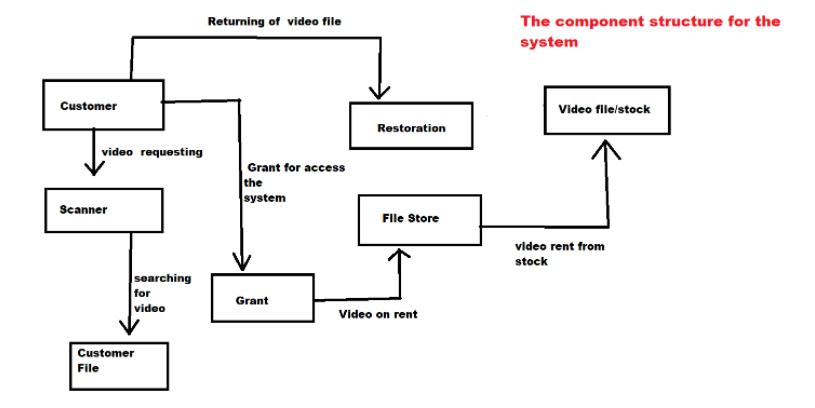 Returning of video file
The component structure for the
system
Customer
Restoration
Video file/stock
video requesting
Grant for access
the
system
Scanner
File Store
video rent from
stock
searching
for
video
Grant
Video on rent
Customer
File